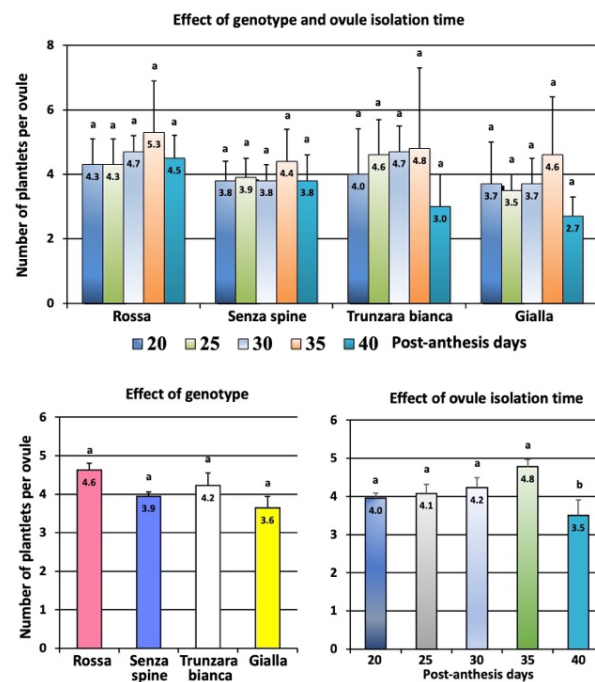 Effect of genotype and ovule isolation time
Number of plantlets per ovule
8
6
4
2
0
a a a a a a a a a a a a a a a a a a a a
4.3 4.3 4.7 5.3 4.5 3.8 3.9 3.8 4.4 3.8 4.0 4.6 4.7 4.8 3.0 3.7 3.5 3.7 4.6 2.7
Rossa Senza spine Trunzara bianca Gialla
20 25 30 35 40 Post-anthesis days
Effect of genotype
Number of plantlets per ovule
6
5
4
3
2
1
0
a a a a
4.6 3.9 4.2 3.6
Rossa Senza spine Trunzara bianca Gialla
Effect of ovule isolation time
6
5
4
3
2
1
0
a a a a b
4.0 4.1 4.2 4.8 3.5
20 25 30 35 40
Post-anthesis days